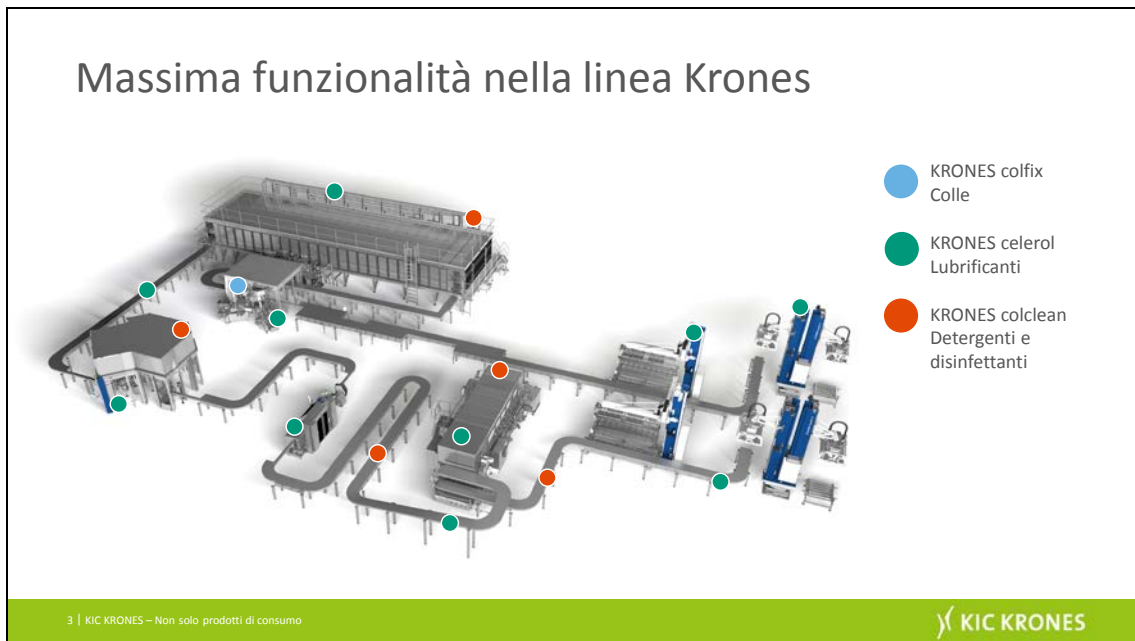 Massima funzionalità nella linea Krones
KRONES colfix
Colle
KRONES celerol
Lubrificanti
KRONES colclean
Detergenti e
disinfettanti
3 | KIC KRONES – Non solo prodotti di consumo
KIC KRONES